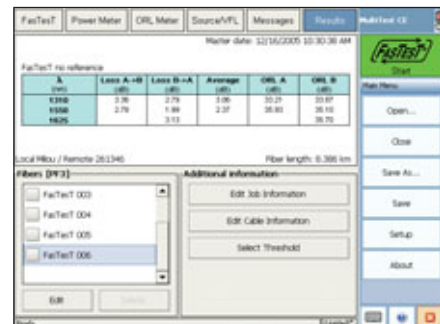 FasTesT Power Meter ORL Meter Source/VFL Messages Results MultiTest CE
Master date: 12/16/2005 10:30:38 AM
FasTesT
Start
FasTesT no reference
Main Menu
λ Loss A->B Loss B->A Average ORL A ORL B
(nm) (dB) (dB) (dB) (dB) (dB)
1310 3.36 2.79 3.06 33.21 33.87
1550 2.79 1.99 2.37 35.93 35.10
1625 3.13 35.70
Open...
Close
Local Milou / Remote 261346 Fiber length: 0.386 km
Save As...
Fibers [PF3] Additional Information
FasTesT 003
Edit Job Information
Save
FasTesT 004
Edit Cable Information
Setup
FasTesT 005
Select Threshold
FasTesT 006
About
Edit
Ready